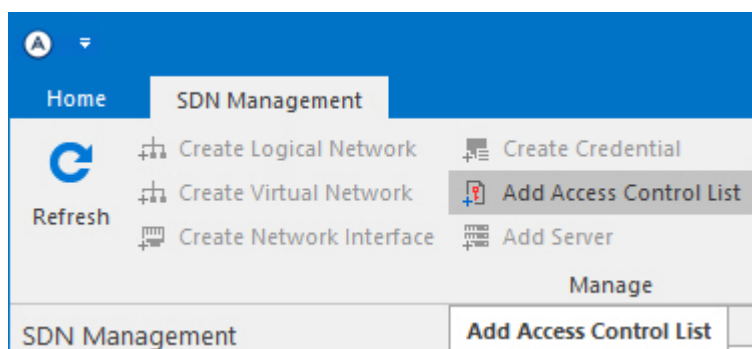 A
Home
SDN Management
Refresh
Create Logical Network
Create Virtual Network
Create Network Interface
Create Credential
Add Access Control List
Add Server
Manage
SDN Management
Add Access Control List